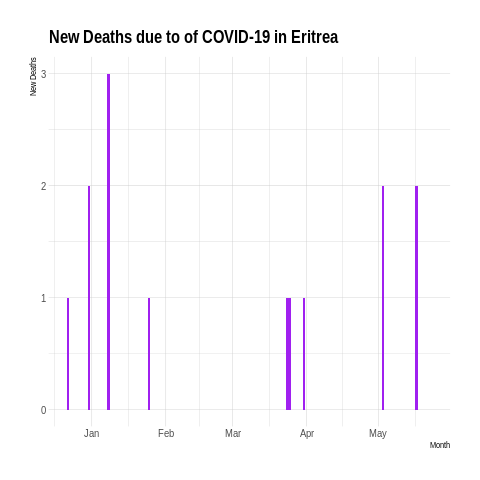 New Deaths due to of COVID-19 in Eritrea
New Deaths
3
2
1
0
Jan Feb Mar Apr May
Month